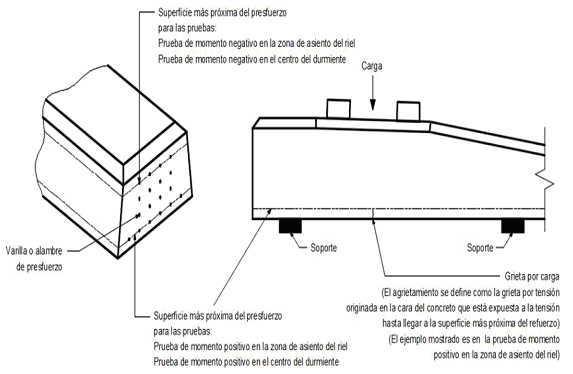 Superficie más próxima del presfuerzo
para las pruebas:
Prueba de momento negativo en la zona de asiento del riel
Prueba de momento negativo en el centro del durmiente
Carga
Varilla o alambre
de presfuerzo
Soporte
Soporte
Grieta por carga
(El agrietamiento se define como la grieta por tensión
originada en la cara del concreto que está expuesta a la tensión
hasta llegar a la superficie más próxima del refuerzo)
(El ejemplo mostrado es en la prueba de momento
positivo en la zona de asiento del riel)
Superficie más próxima del presfuerzo
para las pruebas:
Prueba de momento positivo en la zona de asiento del riel
Prueba de momento positivo en el centro del durmiente